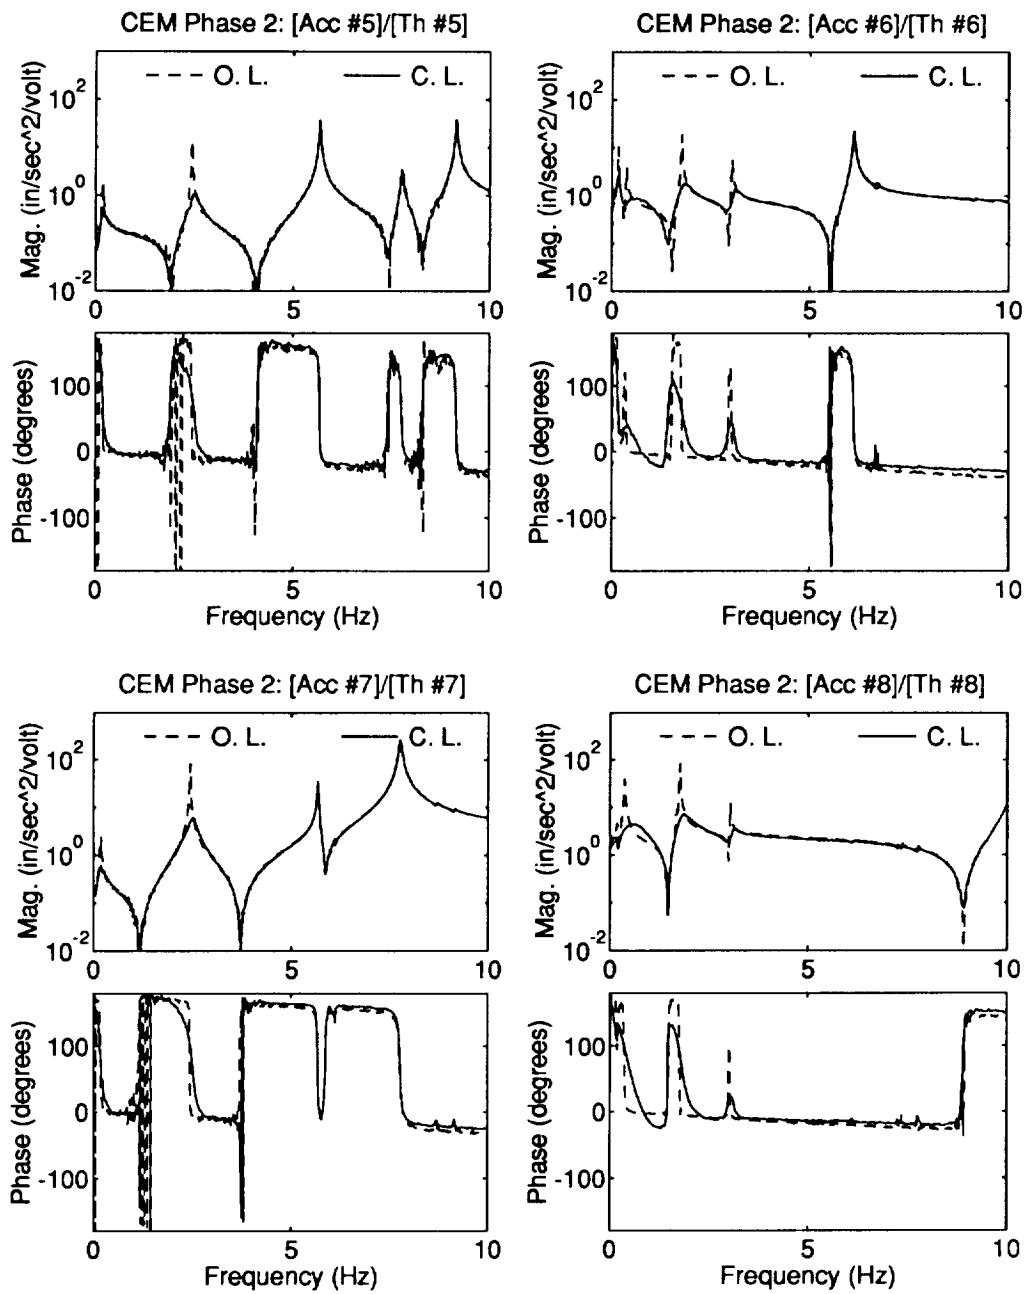 CEM Phase 2: [Acc #5]/[Th #5]
O. L.
C. L.
Mag. (in/sec^2/volt)
10^2
10^0
10^-2
0
5
10
Phase (degrees)
100
0
-100
0
5
10
Frequency (Hz)
CEM Phase 2: [Acc #6]/[Th #6]
O. L.
C. L.
Mag. (in/sec^2/volt)
10^2
10^0
10^-2
0
5
10
Phase (degrees)
100
0
-100
0
5
10
Frequency (Hz)
CEM Phase 2: [Acc #7]/[Th #7]
O. L.
C. L.
Mag. (in/sec^2/volt)
10^2
10^0
10^-2
0
5
10
Phase (degrees)
100
0
-100
0
5
10
Frequency (Hz)
CEM Phase 2: [Acc #8]/[Th #8]
O. L.
C. L.
Mag. (in/sec^2/volt)
10^2
10^0
10^-2
0
5
10
Phase (degrees)
100
0
-100
0
5
10
Frequency (Hz)